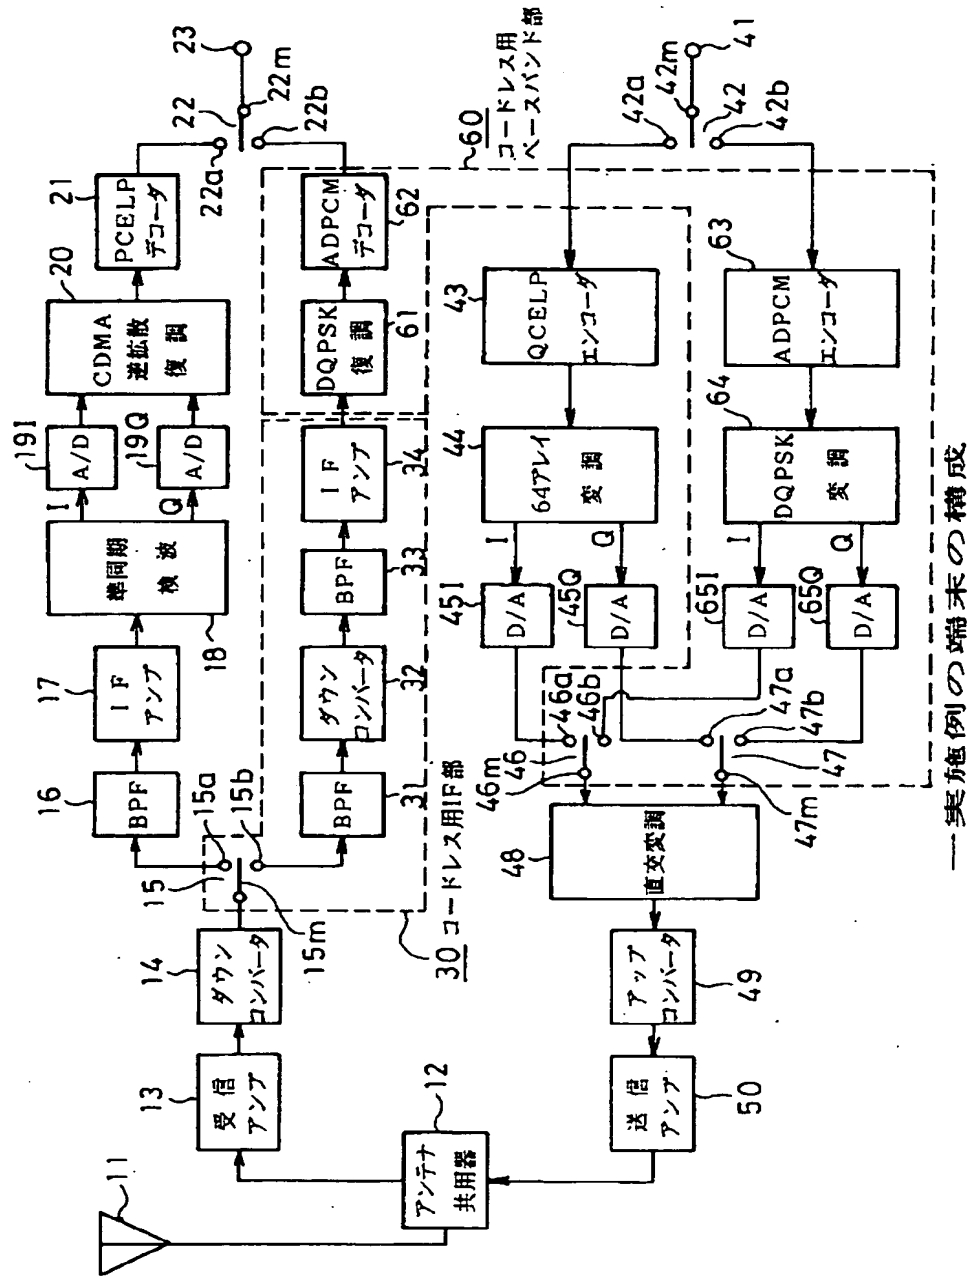 11
12
アンテナ
共用器
13
受信
アンプ
14
ダウン
コンバータ
15
15m
15a
15b
16
BPF
17
IF
アンプ
18
準同期
検波
I
Q
19I
A/D
19Q
A/D
20
CDMA
逆拡散
復調
21
PCELP
デコーダ
22
22a
22m
22b
23
30 コードレス用IF部
31
BPF
32
ダウン
コンバータ
33
BPF
34
IF
アンプ
61
DQPSK
復調
62
ADPCM
デコーダ
60
コードレス用
ベースバンド部
41
42
42m
42a
42b
43
QCELP
エンコーダ
44
64アレイ
変調
I
Q
45I
D/A
45Q
D/A
63
ADPCM
エンコーダ
64
DQPSK
変調
I
Q
65I
D/A
65Q
D/A
46
46a
46b
46m
47
47a
47b
47m
48
直交変調
49
アップ
コンバータ
50
送信
アンプ
一実施例の端末の構成